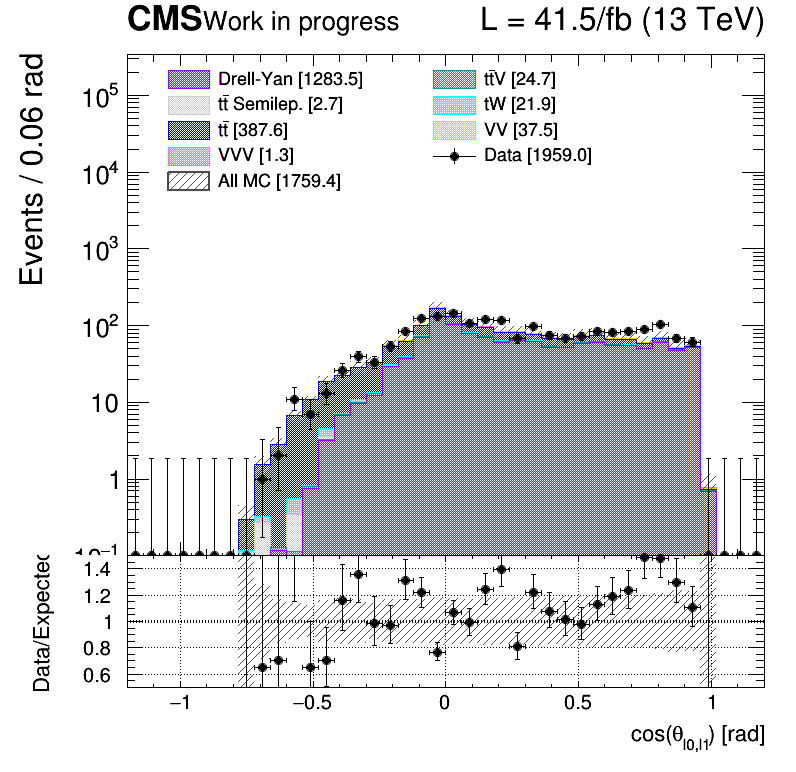 CMS Work in progress L = 41.5/fb (13 TeV)
Events / 0.06 rad
Drell-Yan [1283.5]
tt̄V [24.7]
tt̄ Semilep. [2.7]
tW [21.9]
tt̄ [387.6]
VV [37.5]
VVV [1.3]
Data [1959.0]
All MC [1759.4]
10⁵
10⁴
10³
10²
10
1
10⁻¹
Data/Expected
1.4
1.2
1
0.8
0.6
−1 −0.5 0 0.5 1
cos(θ_l0,l1) [rad]